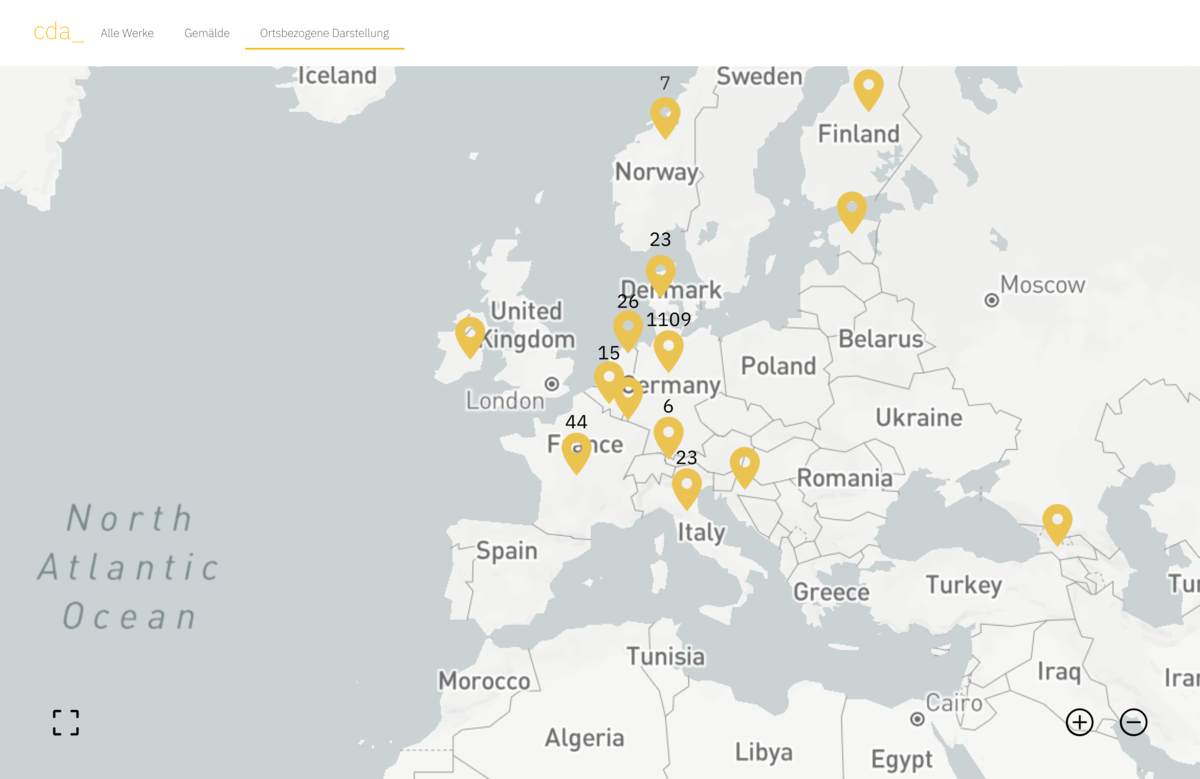 cda_
Alle Werke
Gemälde
Ortsbezogene Darstellung
Iceland
Sweden
7
Finland
Norway
23
Denmark
26
1109
Moscow
United
Kingdom
15
Belarus
Poland
Germany
London
6
44
Ukraine
France
23
Romania
North
Atlantic
Ocean
Italy
Spain
Greece
Turkey
Tunisia
Morocco
Iraq
Cairo
Algeria
Libya
Egypt